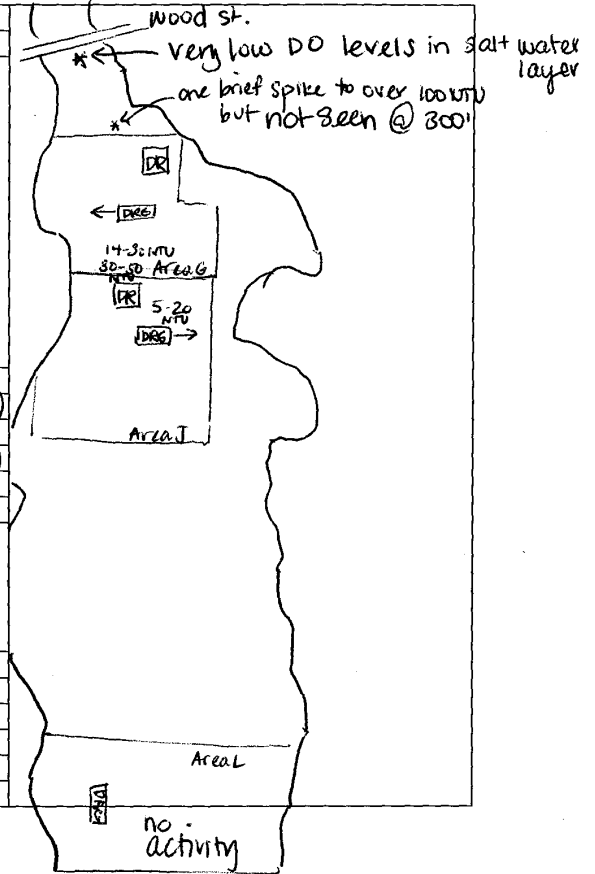 wood st.
very low DO levels in salt water
layer
one brief spike to over 100 NTU
but not seen @ 300'
DR
DRG
14-30 NTU
30-50 Area G
NTU
DR
5-20
NTU
DRG
Area J
Area L
DRG
no
activity